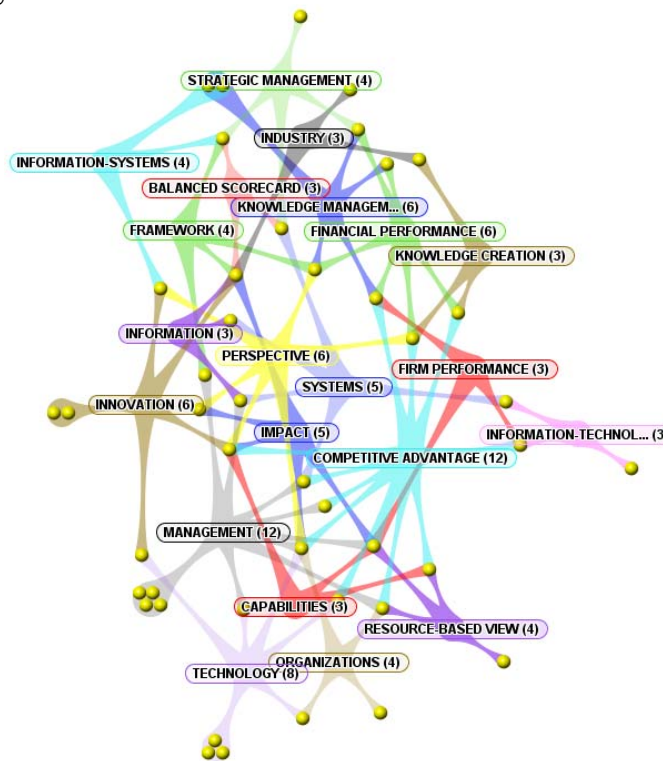 STRATEGIC MANAGEMENT (4)
INDUSTRY (3)
INFORMATION-SYSTEMS (4)
BALANCED SCORECARD (3)
KNOWLEDGE MANAGEM... (6)
FRAMEWORK (4)
FINANCIAL PERFORMANCE (6)
KNOWLEDGE CREATION (3)
INFORMATION (3)
PERSPECTIVE (6)
FIRM PERFORMANCE (3)
SYSTEMS (5)
INNOVATION (6)
IMPACT (5)
INFORMATION-TECHNOL... (3
COMPETITIVE ADVANTAGE (12)
MANAGEMENT (12)
CAPABILITIES (3)
RESOURCE-BASED VIEW (4)
ORGANIZATIONS (4)
TECHNOLOGY (8)